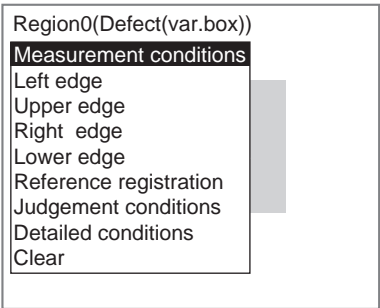 Region0(Defect(var.box))
Measurement conditions
Left edge
Upper edge
Right  edge
Lower edge
Reference registration
Judgement conditions
Detailed conditions
Clear